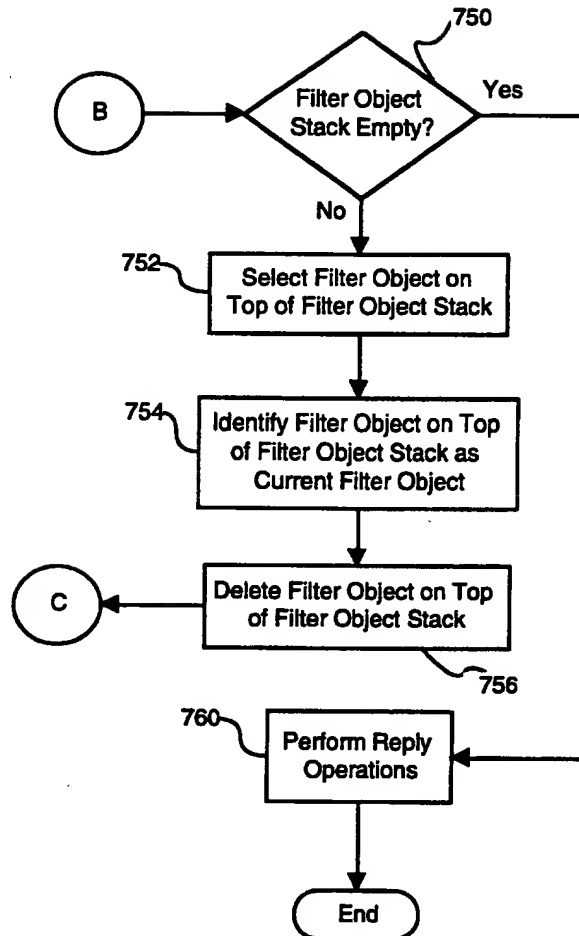 750
B
Filter Object
Stack Empty?
Yes
No
752
Select Filter Object on
Top of Filter Object Stack
754
Identify Filter Object on Top
of Filter Object Stack as
Current Filter Object
C
Delete Filter Object on Top
of Filter Object Stack
756
760
Perform Reply
Operations
End